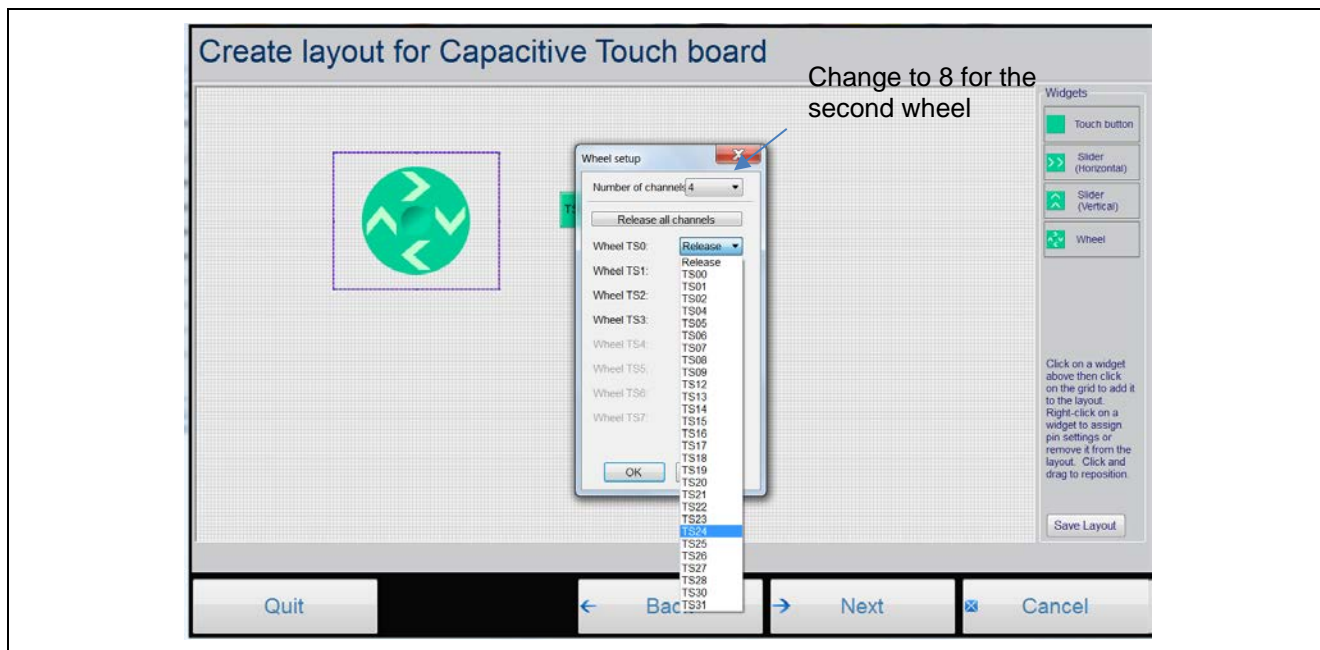 Create layout for Capacitive Touch board
Change to 8 for the
second wheel
Widgets
Touch button
Slider
(Horizontal)
Slider
(Vertical)
Wheel
Wheel setup
Number of channels
4
Release all channels
Wheel TS0:
Release
Wheel TS1:
Wheel TS2:
Wheel TS3:
Wheel TS4:
Wheel TS5:
Wheel TS6:
Wheel TS7:
Release
TS00
TS01
TS02
TS04
TS05
TS06
TS07
TS08
TS09
TS12
TS13
TS14
TS15
TS16
TS17
TS18
TS19
TS20
TS21
TS22
TS23
TS24
TS25
TS26
TS27
TS28
TS30
TS31
OK
Click on a widget
above then click
on the grid to add it
to the layout.
Right-click on a
widget to assign
pin settings or
remove it from the
layout. Click and
drag to reposition.
Save Layout
Quit
Next
Cancel